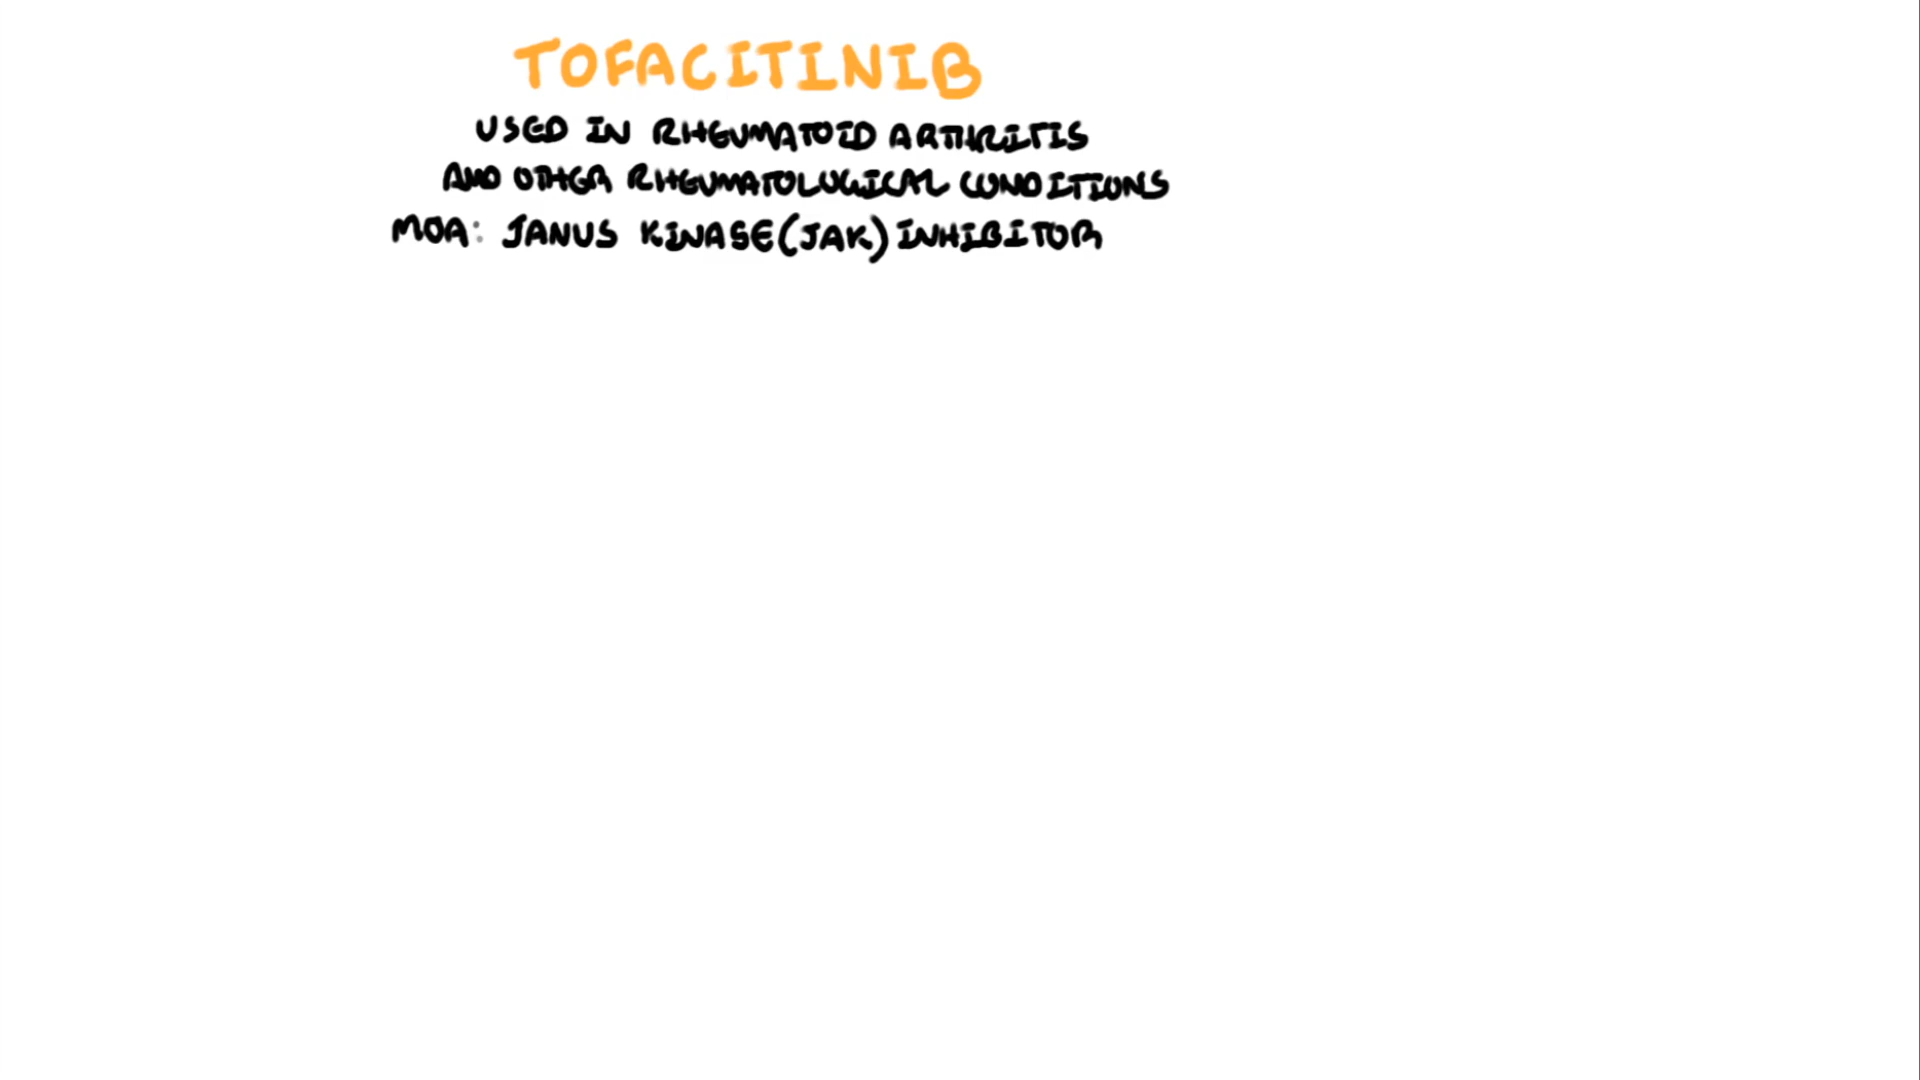 TOFACITINIB
USED IN RHEUMATOID ARTHRITIS
AND OTHER RHEUMATOLOGICAL CONDITIONS
MOA: JANUS KINASE (JAK) INHIBITOR